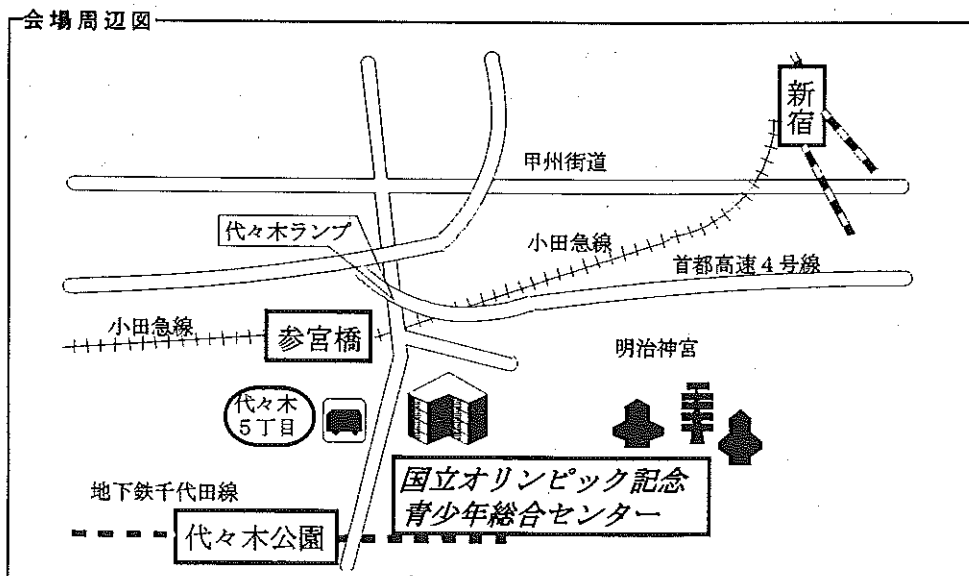 会場周辺図
新宿
甲州街道
代々木ランプ
小田急線
首都高速4号線
小田急線
参宮橋
明治神宮
代々木
5丁目
国立オリンピック記念
青少年総合センター
地下鉄千代田線
代々木公園